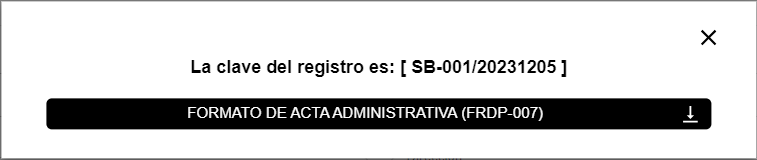 La clave del registro es: [ SB-001/20231205 ]
FORMATO DE ACTA ADMINISTRATIVA (FRDP-007)